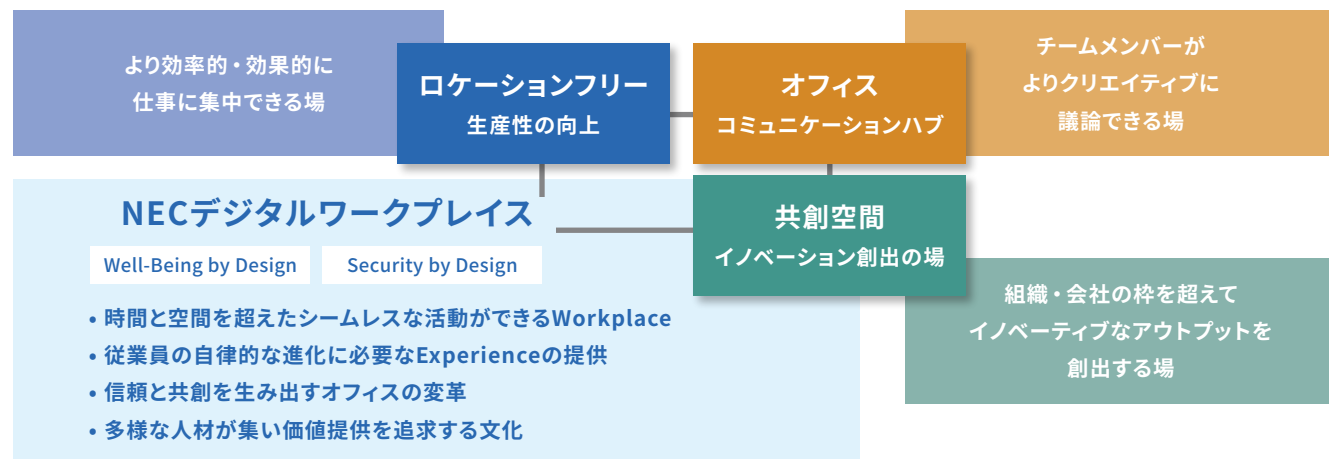 より効率的・効果的に
仕事に集中できる場
ロケーションフリー
生産性の向上
オフィス
コミュニケーションハブ
チームメンバーが
よりクリエイティブに
議論できる場
NECデジタルワークプレイス
Well-Being by Design
Security by Design
• 時間と空間を超えたシームレスな活動ができるWorkplace
• 従業員の自律的な進化に必要なExperienceの提供
• 信頼と共創を生み出すオフィスの変革
• 多様な人材が集い価値提供を追求する文化
共創空間
イノベーション創出の場
組織・会社の枠を超えて
イノベーティブなアウトプットを
創出する場